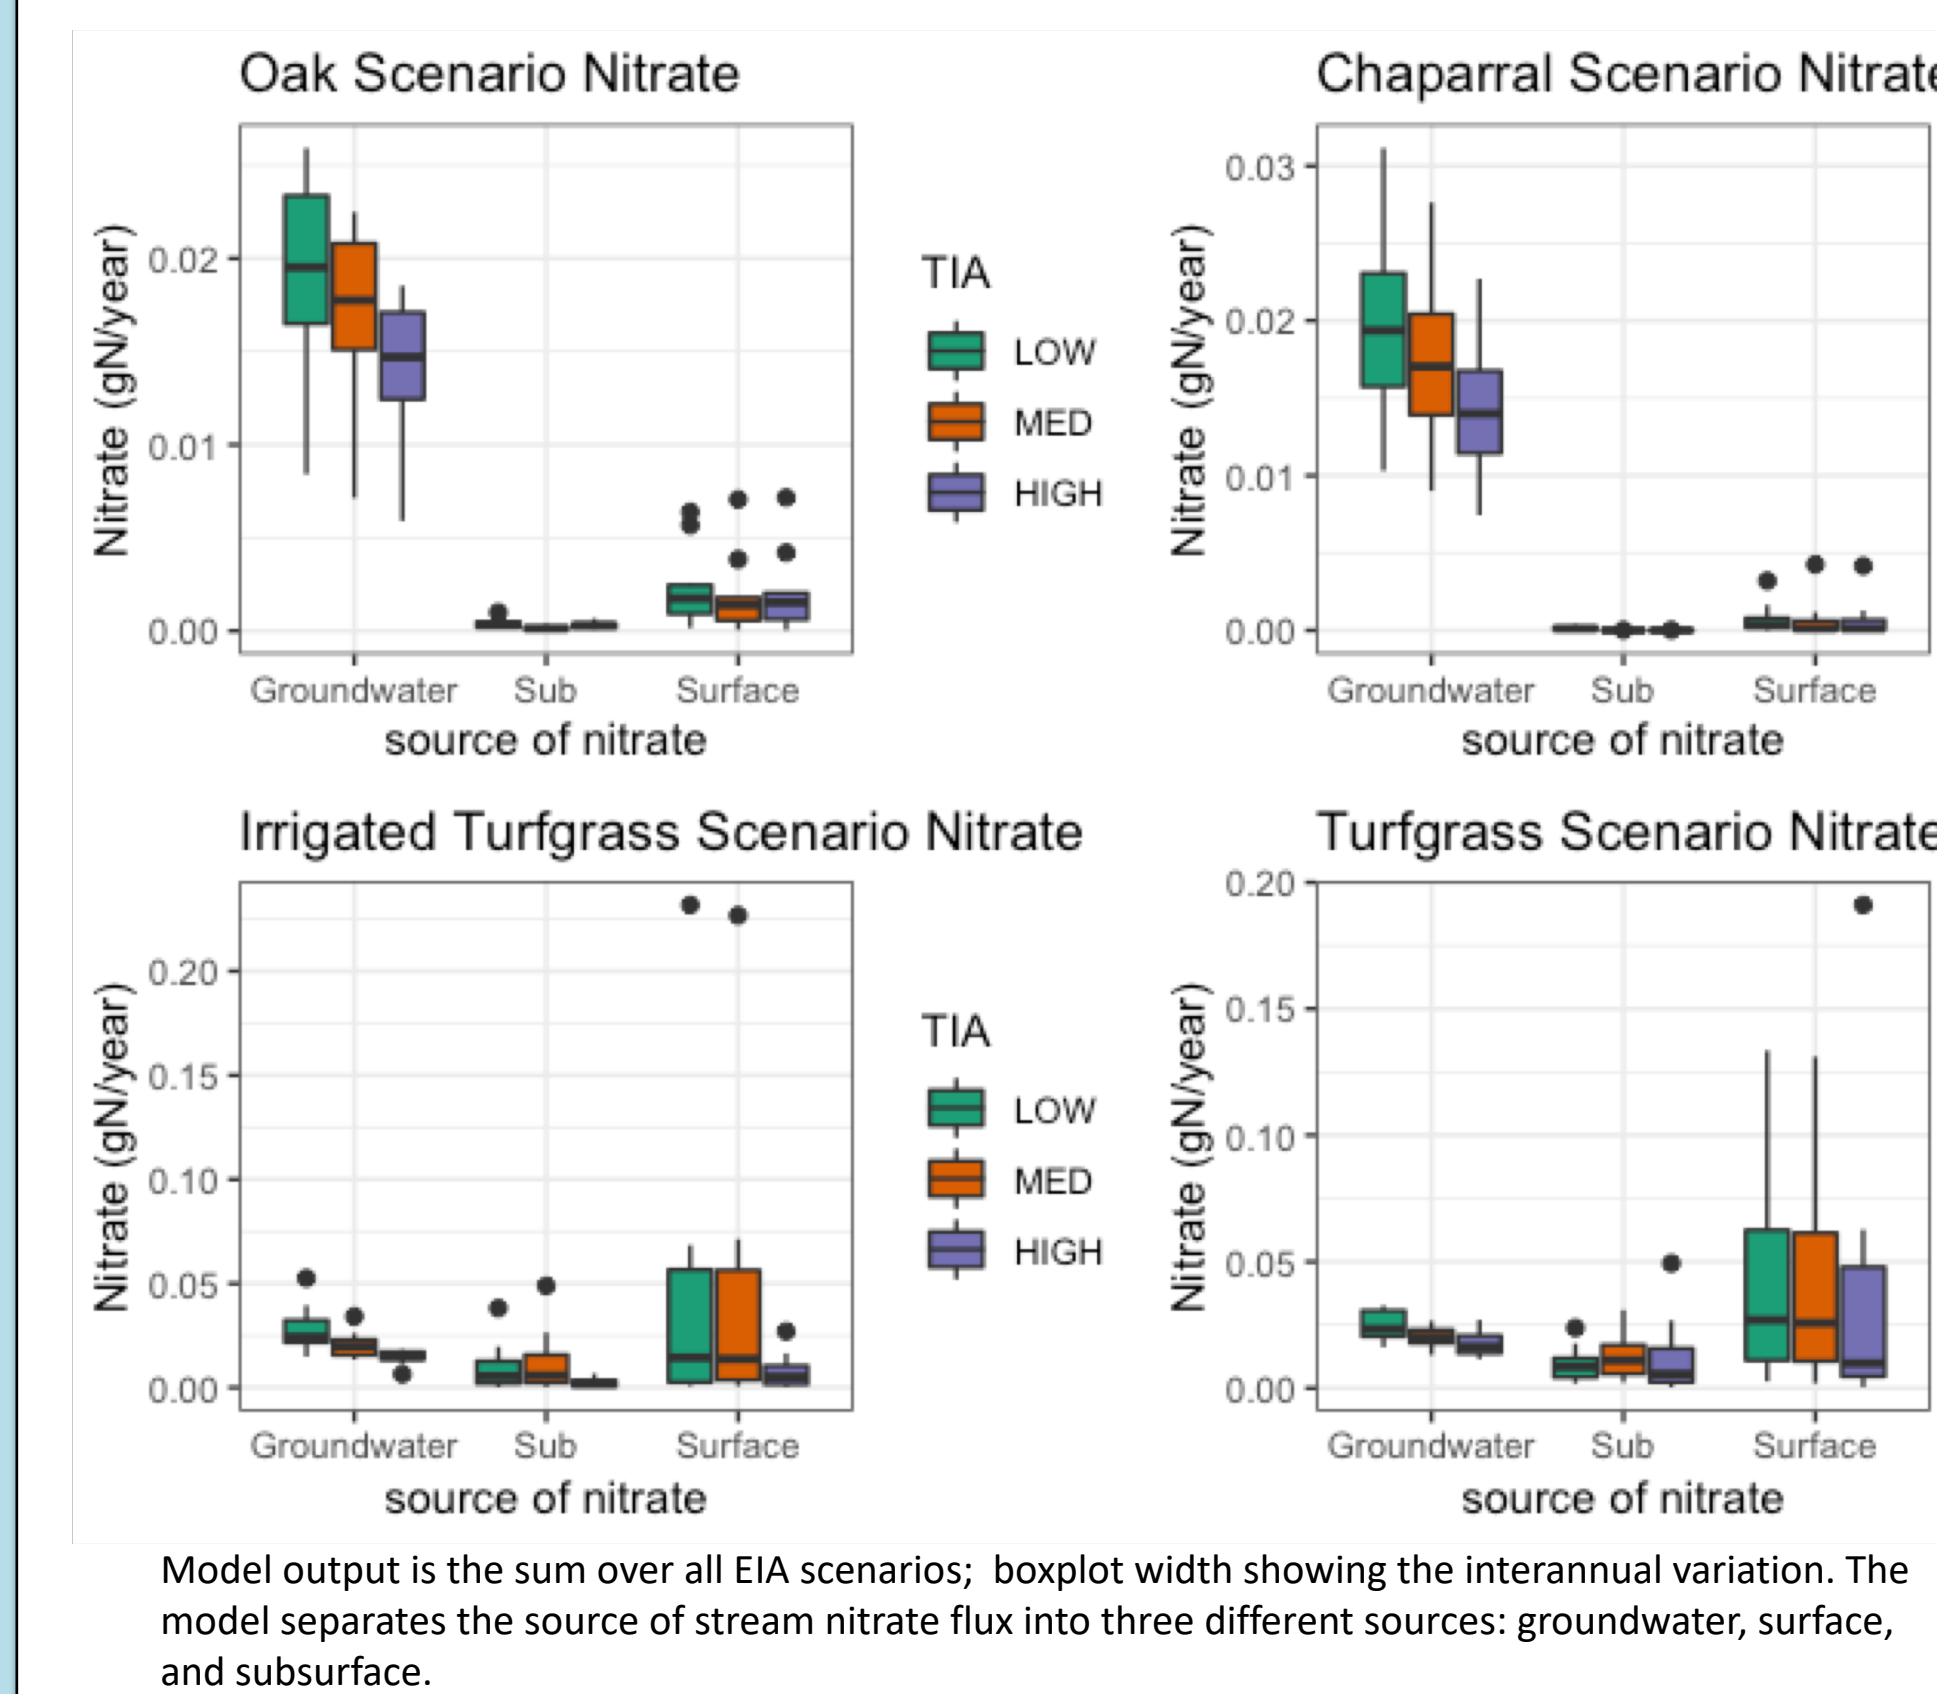 Oak Scenario Nitrate
Nitrate (gN/year)
0.02
0.01
0.00
Groundwater Sub Surface
source of nitrate
TIA
LOW
MED
HIGH
Chaparral Scenario Nitrate
Nitrate (gN/year)
0.03
0.02
0.01
0.00
Groundwater Sub Surface
source of nitrate
Irrigated Turfgrass Scenario Nitrate
Nitrate (gN/year)
0.20
0.15
0.10
0.05
0.00
Groundwater Sub Surface
source of nitrate
TIA
LOW
MED
HIGH
Turfgrass Scenario Nitrate
Nitrate (gN/year)
0.20
0.15
0.10
0.05
0.00
Groundwater Sub Surface
source of nitrate
Model output is the sum over all EIA scenarios;  boxplot width showing the interannual variation. The
model separates the source of stream nitrate flux into three different sources: groundwater, surface,
and subsurface.